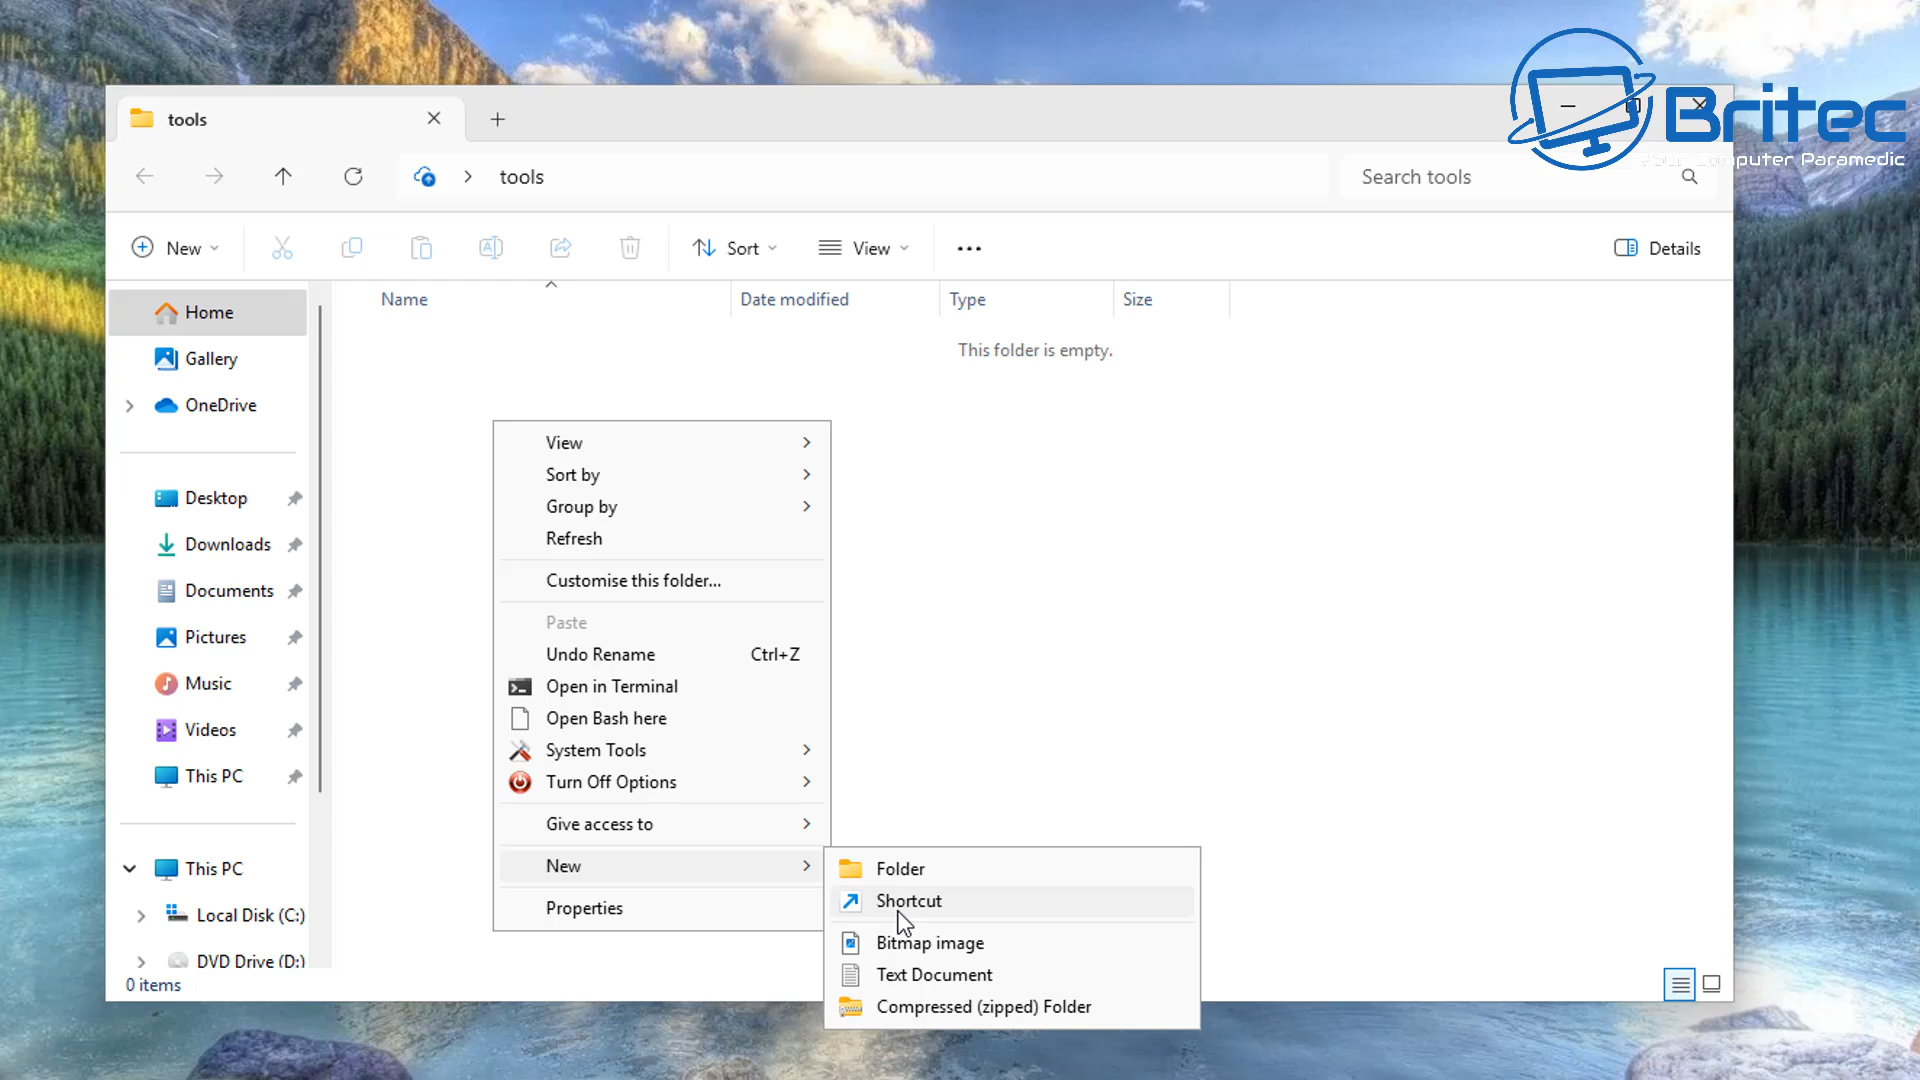 tools
tools
Search tools
Britec
Your Computer Paramedic
New
Sort
View
Details
Name
Date modified
Type
Size
This folder is empty.
Home
Gallery
OneDrive
Desktop
Downloads
Documents
Pictures
Music
Videos
This PC
This PC
Local Disk (C:)
DVD Drive (D:)
0 items
View
Sort by
Group by
Refresh
Customise this folder...
Paste
Undo Rename Ctrl+Z
Open in Terminal
Open Bash here
System Tools
Turn Off Options
Give access to
New
Properties
Folder
Shortcut
Bitmap image
Text Document
Compressed (zipped) Folder